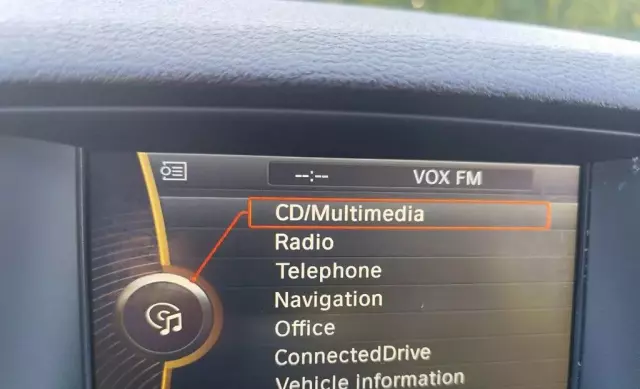 --:-- VOX FM
CD/Multimedia
Radio
Telephone
Navigation
Office
ConnectedDrive
Vehicle information